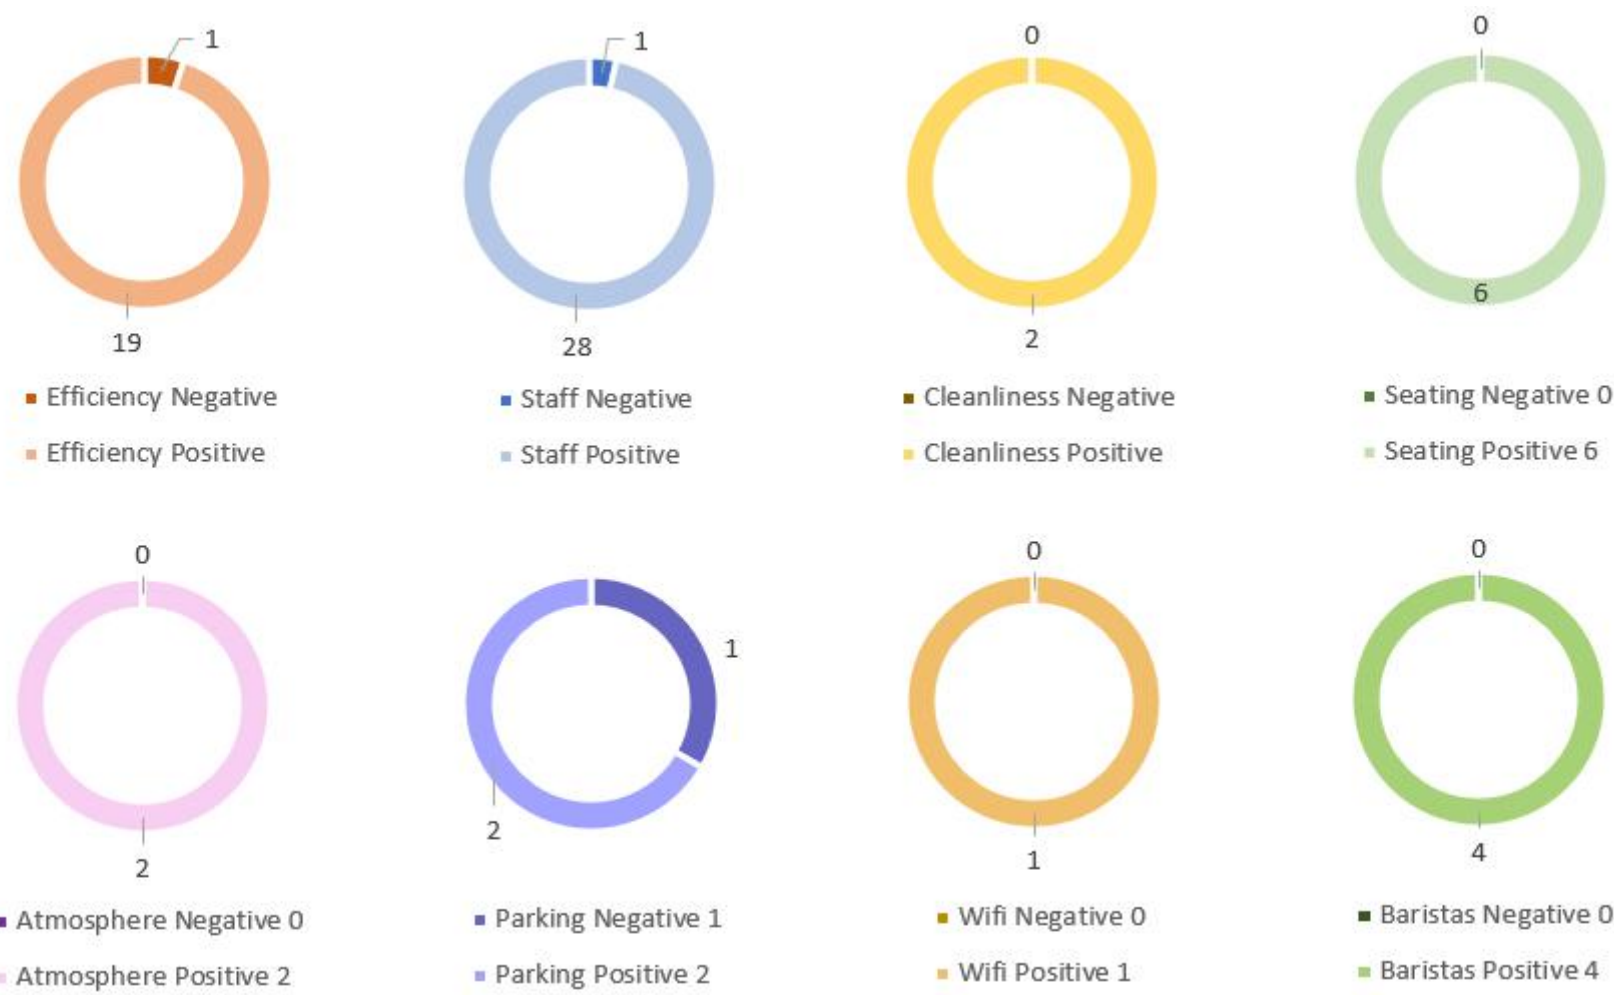 1
19
Efficiency Negative
Efficiency Positive
1
28
Staff Negative
Staff Positive
0
2
Cleanliness Negative
Cleanliness Positive
0
6
Seating Negative 0
Seating Positive 6
0
2
Atmosphere Negative 0
Atmosphere Positive 2
1
2
Parking Negative 1
Parking Positive 2
0
1
Wifi Negative 0
Wifi Positive 1
0
4
Baristas Negative 0
Baristas Positive 4